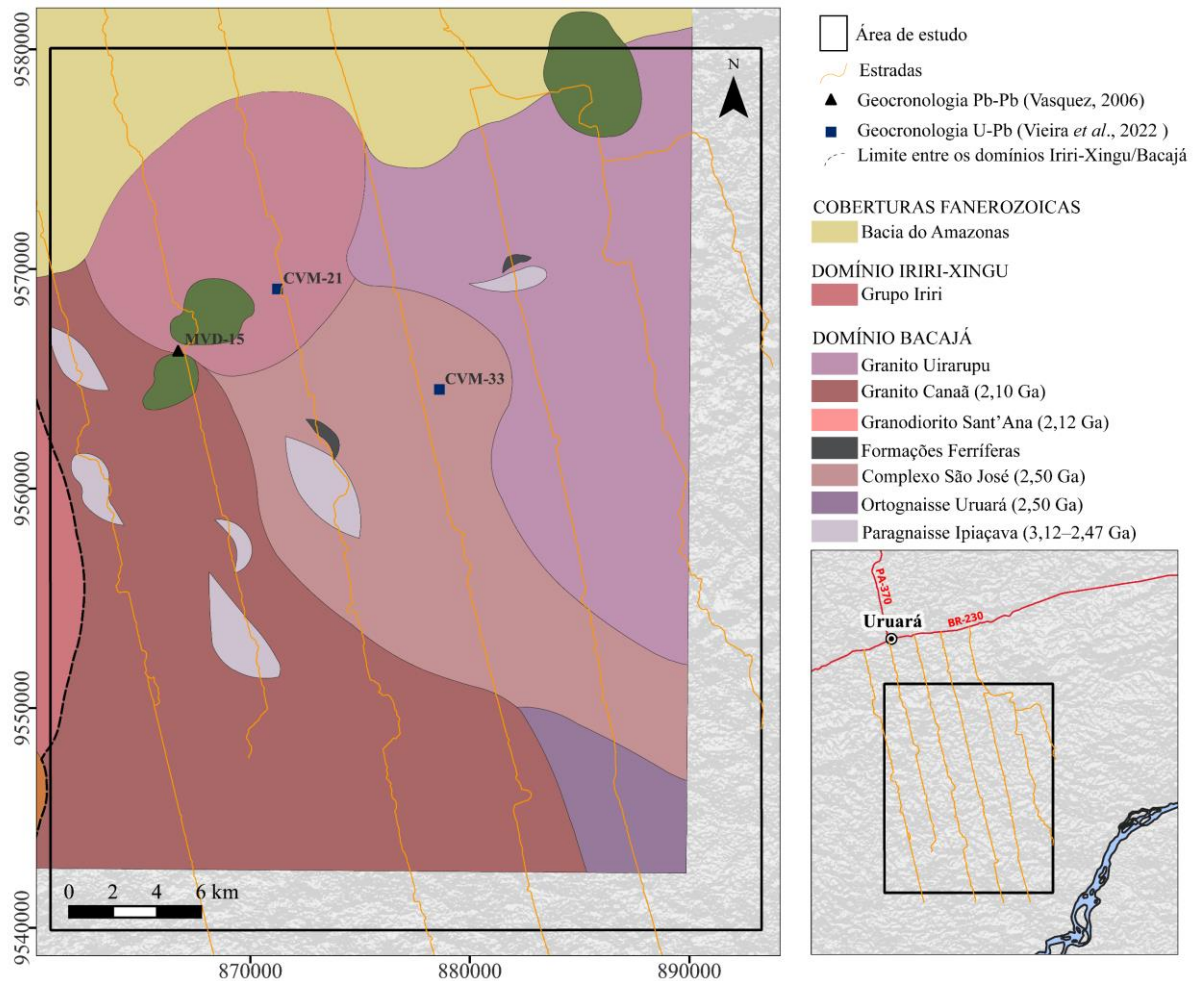 9580000
9570000
9560000
9550000
9540000
N
CVM-21
MVD-15
CVM-33
0 2 4 6 km
870000 880000 890000
Área de estudo
Estradas
Geocronologia Pb-Pb (Vasquez, 2006)
Geocronologia U-Pb (Vieira et al., 2022 )
Limite entre os domínios Iriri-Xingu/Bacajá
COBERTURAS FANEROZOICAS
Bacia do Amazonas
DOMÍNIO IRIRI-XINGU
Grupo Iriri
DOMÍNIO BACAJÁ
Granito Uirarupu
Granito Canaã (2,10 Ga)
Granodiorito Sant’Ana (2,12 Ga)
Formações Ferríferas
Complexo São José (2,50 Ga)
Ortognaisse Uruará (2,50 Ga)
Paragnaisse Ipiaçava (3,12–2,47 Ga)
PA-370
Uruará
BR-230